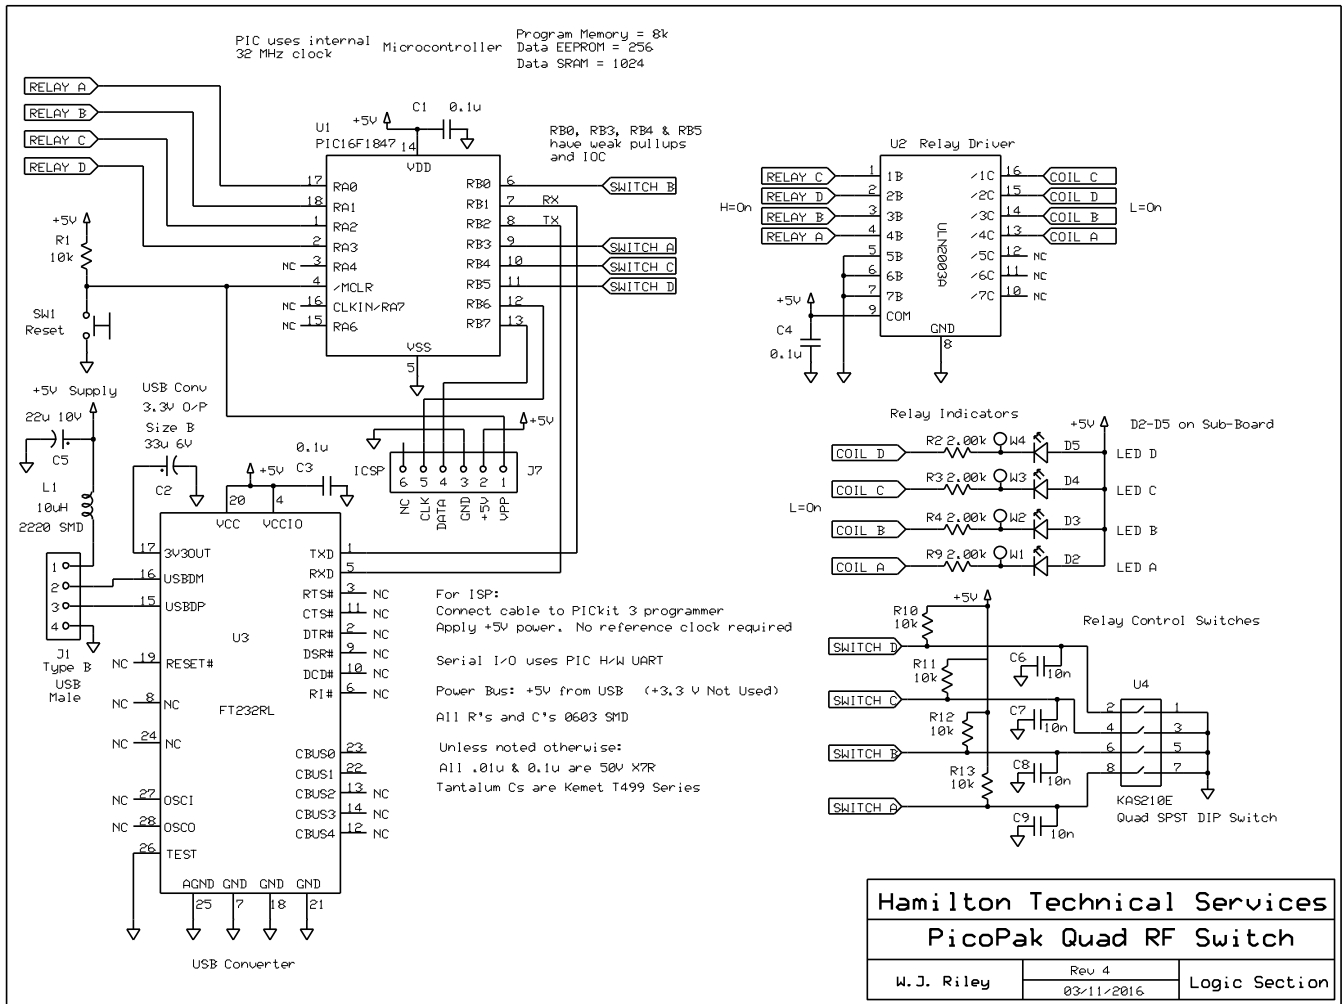 PIC uses internal
32 MHz clock
Microcontroller
Program Memory = 8k
Data EEPROM = 256
Data SRAM = 1024
RELAY A
RELAY B
RELAY C
RELAY D
+5V
C1
0.1u
U1
PIC16F1847
14
VDD
RB0, RB3, RB4 & RB5
have weak pullups
and IOC
17 RA0
18 RA1
1 RA2
2 RA3
NC 3 RA4
4 /MCLR
NC 16 CLKIN/RA7
NC 15 RA6
VSS
5
RB0 6 SWITCH B
RB1 7 RX
RB2 8 TX
RB3 9 SWITCH A
RB4 10 SWITCH C
RB5 11 SWITCH D
RB6 12
RB7 13
+5V
R1
10k
SW1
Reset
U2 Relay Driver
RELAY C 1 1B
RELAY D 2 2B
RELAY B 3 3B
RELAY A 4 4B
5 5B
6 6B
7 7B
9 COM
H=On
ULN2003A
/1C 16 COIL C
/2C 15 COIL D
/3C 14 COIL B
/4C 13 COIL A
/5C 12 NC
/6C 11 NC
/7C 10 NC
L=On
GND
8
+5V
C4
0.1u
+5V Supply
22u 10V
C5
L1
10uH
2220 SMD
USB Conv
3.3V O/P
Size B
33u 6V
C2
0.1u
+5V C3
20
4
VCC
VCCIO
ICSP
J7
+5V
6 5 4 3 2 1
NC
CLK
DATA
GND
+5V
VPP
1
2
3
4
J1
Type B
USB
Male
17 3V3OUT
16 USBDM
15 USBDP
NC 19 RESET#
NC 8 NC
NC 24 NC
NC 27 OSCI
NC 28 OSCO
26 TEST
U3
FT232RL
TXD 1
RXD 5
RTS# 3 NC
CTS# 11 NC
DTR# 2 NC
DSR# 9 NC
DCD# 10 NC
RI# 6 NC
CBUS0 23
CBUS1 22
CBUS2 13 NC
CBUS3 14 NC
CBUS4 12 NC
AGND GND GND GND
25 7 18 21
USB Converter
For ISP:
Connect cable to PICkit 3 programmer
Apply +5V power. No reference clock required
Serial I/O uses PIC H/W UART
Power Bus: +5V from USB (+3.3 V Not Used)
All R's and C's 0603 SMD
Unless noted otherwise:
All .01u & 0.1u are 50V X7R
Tantalum Cs are Kemet T499 Series
Relay Indicators
+5V
D2-D5 on Sub-Board
COIL D R2 2.00k W4 D5 LED D
COIL C R3 2.00k W3 D4 LED C
L=On
COIL B R4 2.00k W2 D3 LED B
COIL A R9 2.00k W1 D2 LED A
+5V
Relay Control Switches
R10
10k
SWITCH D
C6
10n
R11
10k
SWITCH C
C7
10n
R12
10k
SWITCH B
C8
10n
R13
10k
SWITCH A
C9
10n
U4
2 1
4 3
6 5
8 7
KAS210E
Quad SPST DIP Switch
Hamilton Technical Services
PicoPak Quad RF Switch
W.J. Riley
Rev 4
03/11/2016
Logic Section